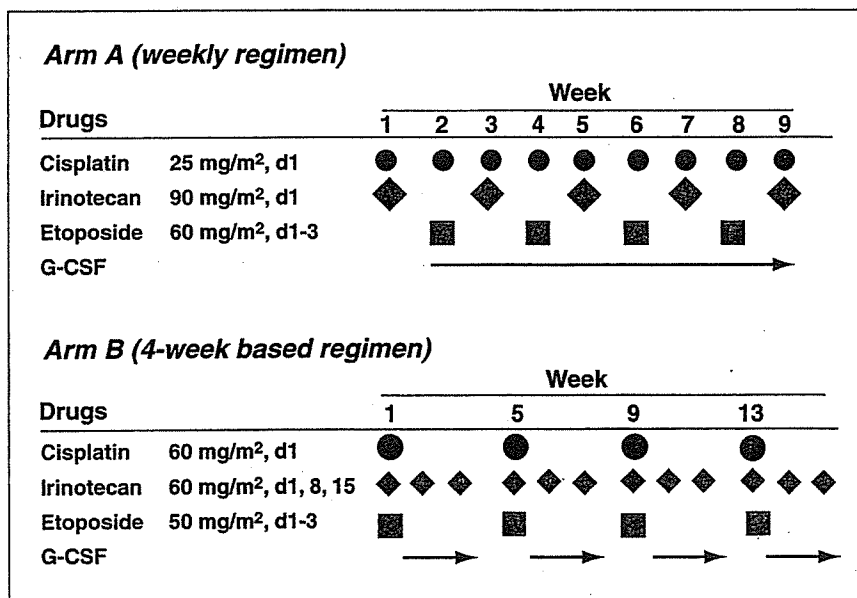 Arm A (weekly regimen)
Week
Drugs 1 2 3 4 5 6 7 8 9
Cisplatin 25 mg/m², d1
Irinotecan 90 mg/m², d1
Etoposide 60 mg/m², d1-3
G-CSF
Arm B (4-week based regimen)
Week
Drugs 1 5 9 13
Cisplatin 60 mg/m², d1
Irinotecan 60 mg/m², d1, 8, 15
Etoposide 50 mg/m², d1-3
G-CSF